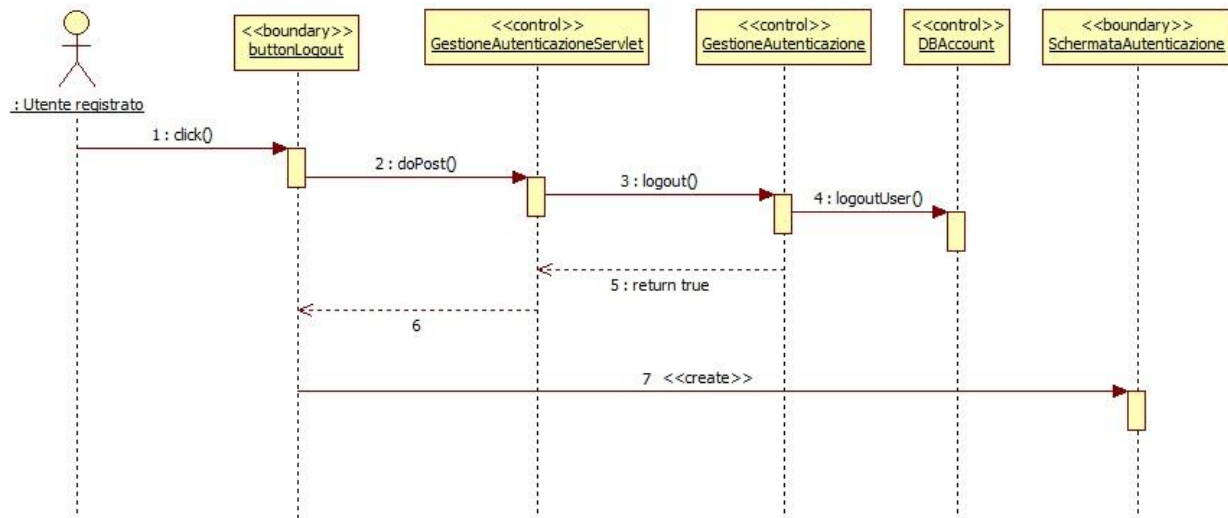 <<boundary>>
buttonLogout
<<control>>
GestioneAutenticazioneServlet
<<control>>
GestioneAutenticazione
<<control>>
DBAccount
<<boundary>>
SchermataAutenticazione
: Utente registrato
1 : click()
2 : doPost()
3 : logout()
4 : logoutUser()
5 : return true
6
7 <<create>>